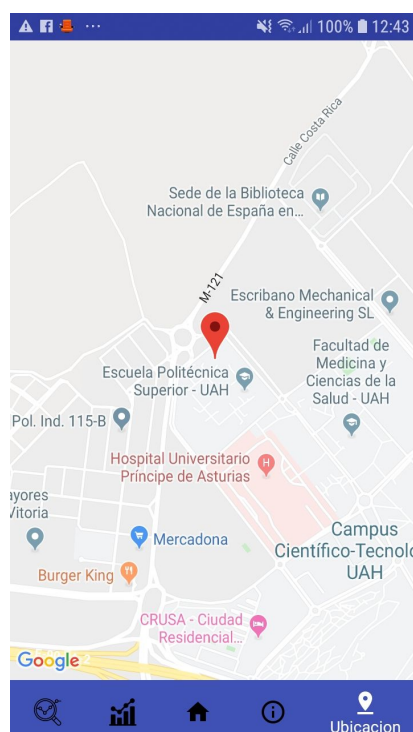 100% 12:43
Calle Costa Rica
Sede de la Biblioteca
Nacional de España en...
M-121
Escribano Mechanical
& Engineering SL
Facultad de
Medicina y
Ciencias de la
Salud - UAH
Escuela Politécnica
Superior - UAH
Pol. Ind. 115-B
Hospital Universitario
Príncipe de Asturias
H
ayores
Vitoria
Mercadona
Campus
Científico-Tecnolo
UAH
Burger King
CRUSA - Ciudad
Residencial...
Google
Ubicacion